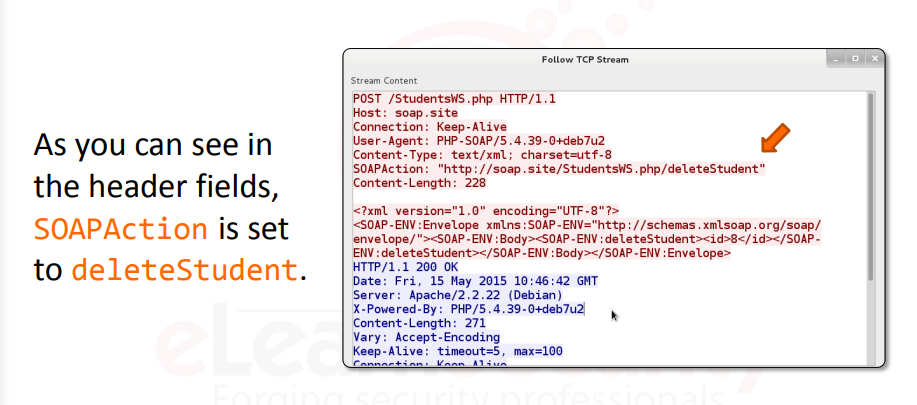 As you can see in
the header fields,
SOAPAction is set
to deleteStudent.
Follow TCP Stream
Stream Content
POST /StudentsWS.php HTTP/1.1
Host: soap.site
Connection: Keep-Alive
User-Agent: PHP-SOAP/5.4.39-0+deb7u2
Content-Type: text/xml; charset=utf-8
SOAPAction: "http://soap.site/StudentsWS.php/deleteStudent"
Content-Length: 228
<?xml version="1.0" encoding="UTF-8"?>
<SOAP-ENV:Envelope xmlns:SOAP-ENV="http://schemas.xmlsoap.org/soap/
envelope/"><SOAP-ENV:Body><SOAP-ENV:deleteStudent><id>8</id></SOAP-
ENV:deleteStudent></SOAP-ENV:Body></SOAP-ENV:Envelope>
HTTP/1.1 200 OK
Date: Fri, 15 May 2015 10:46:42 GMT
Server: Apache/2.2.22 (Debian)
X-Powered-By: PHP/5.4.39-0+deb7u2
Content-Length: 271
Vary: Accept-Encoding
Keep-Alive: timeout=5, max=100
Connection: Keep-Alive
Forging security professionals